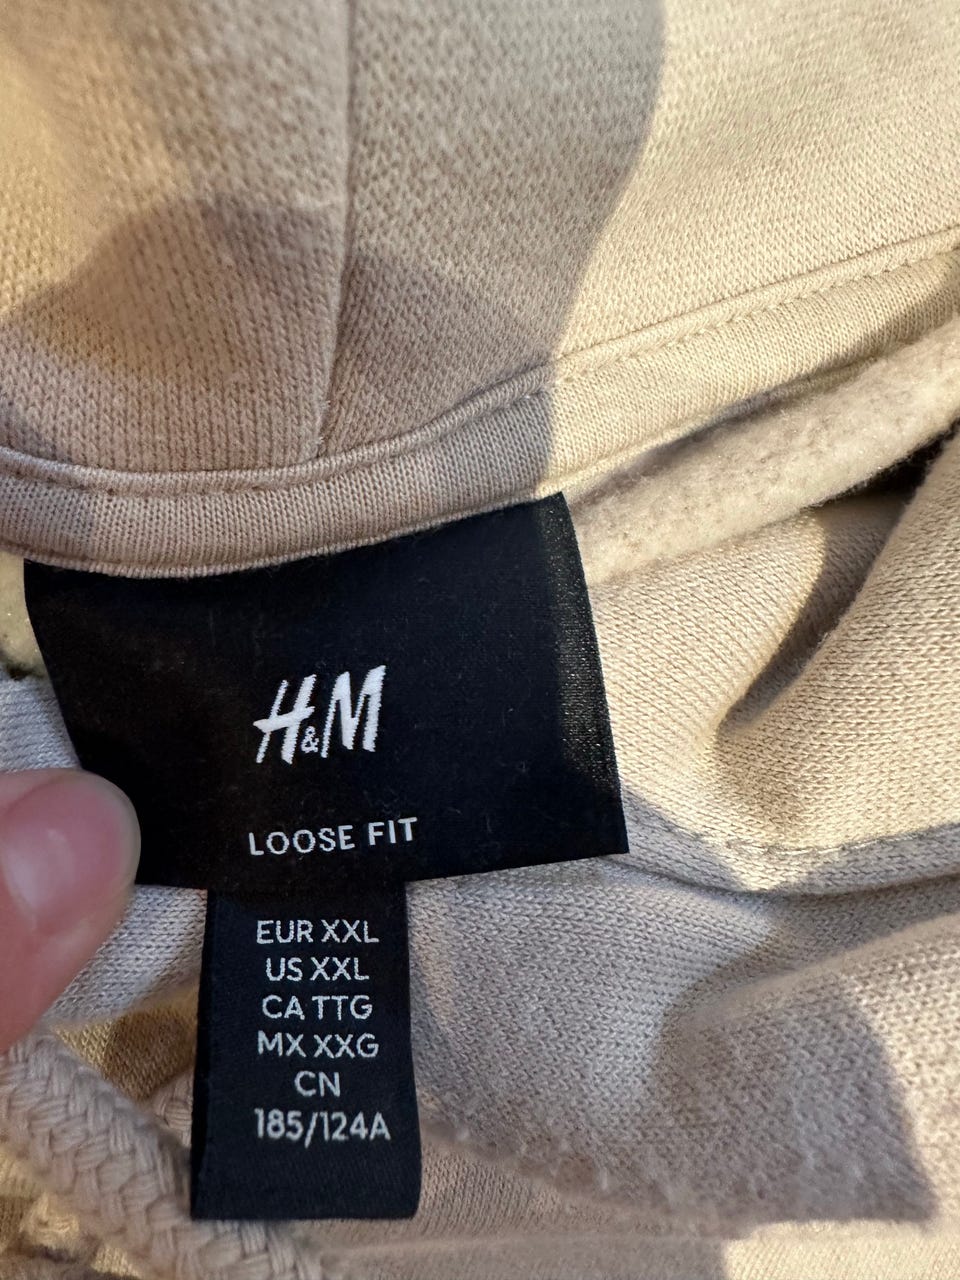 H&M
LOOSE FIT
EUR XXL
US XXL
CA TTG
MX XXG
CN
185/124A